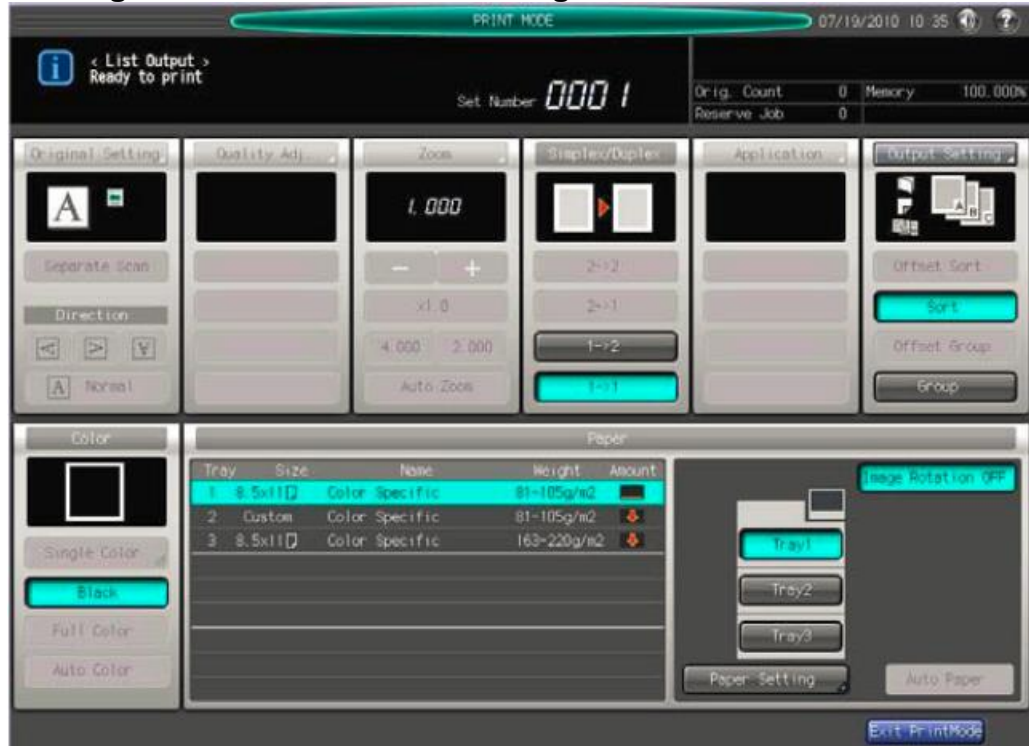 PRINT MODE
07/19/2010 10 35
< List Output >
Ready to print
Set Number 0001
Orig. Count 0 Memory 100.000%
Reserve Job 0
Original Setting
Quality Adj.
Zoom
Simplex/Duplex
Application
Output Setting
A
1.000
A B C
Separate Scan
- +
2->2
Offset Sort
Direction
x1.0
2->1
Sort
4.000 2.000
1->2
Offset Group
A Normal
Auto Zoom
1->1
Group
Color
Paper
Tray Size Name Weight Amount
1 8.5x11 Color Specific 81-105g/m2
2 Custom Color Specific 81-105g/m2
3 8.5x11 Color Specific 163-220g/m2
Image Rotation OFF
Single Color
Tray1
Black
Tray2
Full Color
Tray3
Auto Color
Paper Setting
Auto Paper
Exit PrintMode